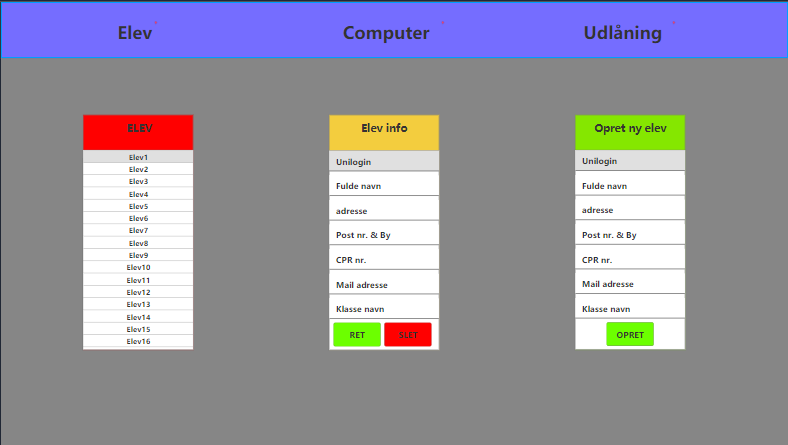 Elev
Computer
Udlåning
ELEV
Elev1
Elev2
Elev3
Elev4
Elev5
Elev6
Elev7
Elev8
Elev9
Elev10
Elev11
Elev12
Elev13
Elev14
Elev15
Elev16
Elev info
Unilogin
Fulde navn
adresse
Post nr. & By
CPR nr.
Mail adresse
Klasse navn
RET
SLET
Opret ny elev
Unilogin
Fulde navn
adresse
Post nr. & By
CPR nr.
Mail adresse
Klasse navn
OPRET